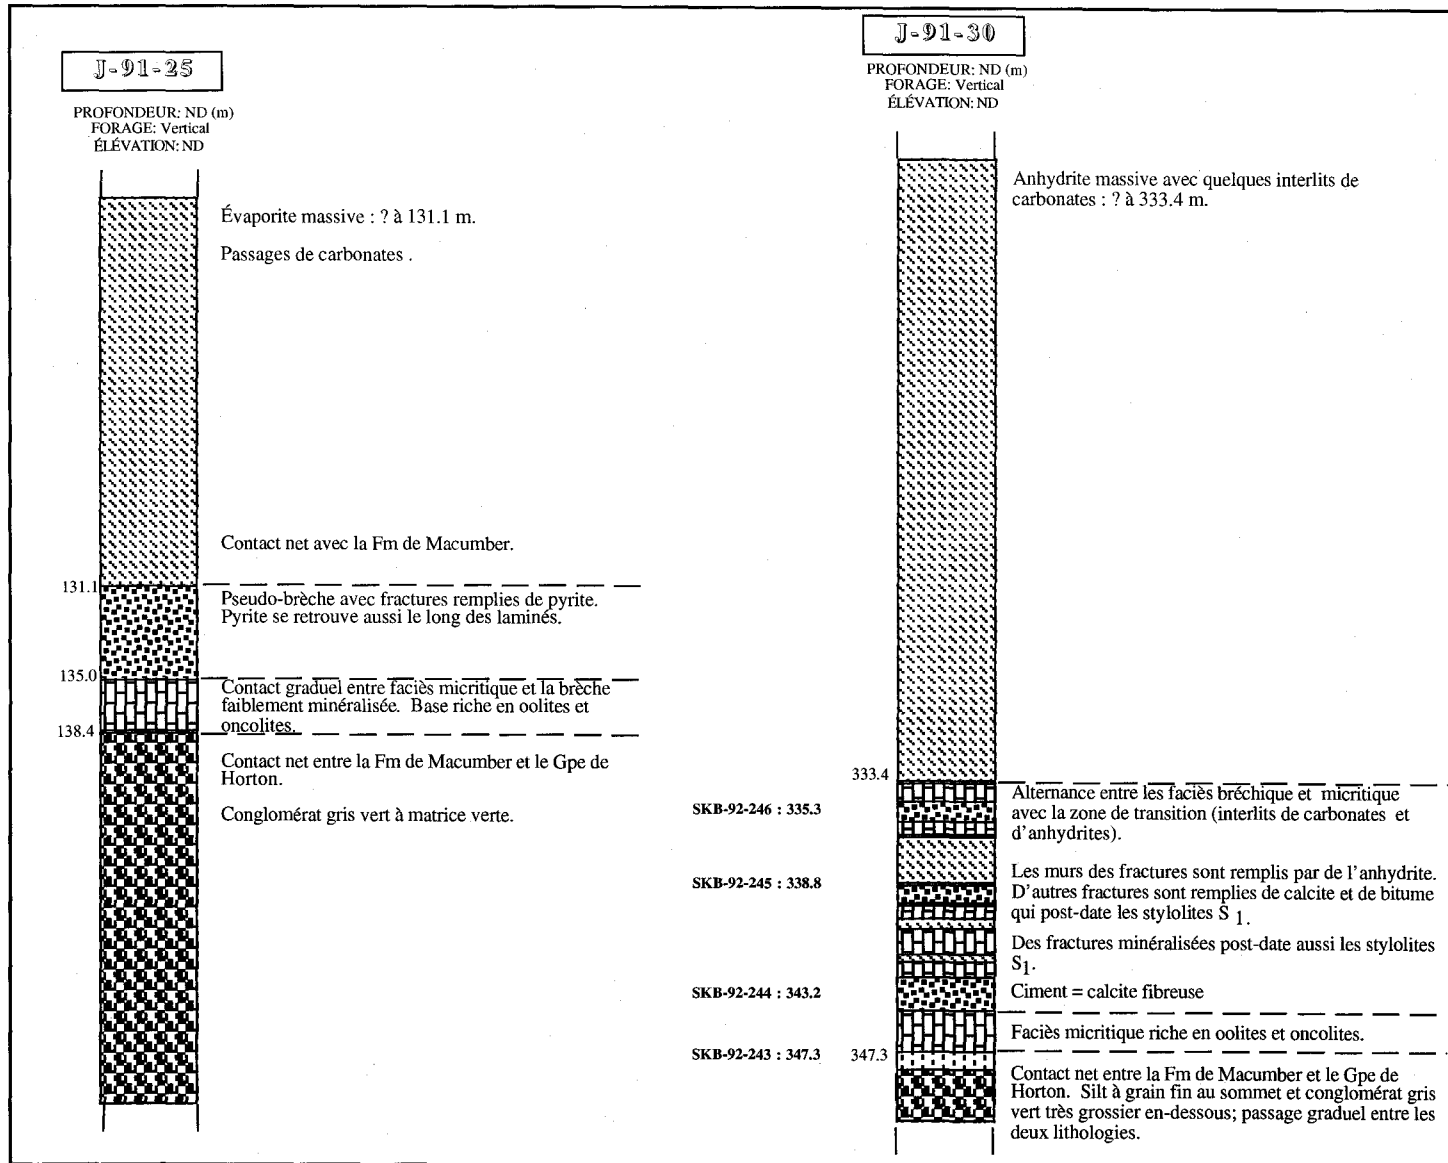 J-91-25
PROFONDEUR: ND (m)
FORAGE: Vertical
ÉLÉVATION: ND
Évaporite massive : ? à 131.1 m.
Passages de carbonates .
Contact net avec la Fm de Macumber.
131.1
Pseudo-brèche avec fractures remplies de pyrite.
Pyrite se retrouve aussi le long des laminés.
135.0
Contact graduel entre faciès micritique et la brèche
faiblement minéralisée. Base riche en oolites et
oncolites.
138.4
Contact net entre la Fm de Macumber et le Gpe de
Horton.
Conglomérat gris vert à matrice verte.
J-91-30
PROFONDEUR: ND (m)
FORAGE: Vertical
ÉLÉVATION: ND
Anhydrite massive avec quelques interlits de
carbonates : ? à 333.4 m.
333.4
Alternance entre les faciès bréchique et micritique
avec la zone de transition (interlits de carbonates et
d'anhydrites).
SKB-92-246 : 335.3
Les murs des fractures sont remplis par de l'anhydrite.
D'autres fractures sont remplies de calcite et de bitume
qui post-date les stylolites S 1.
SKB-92-245 : 338.8
Des fractures minéralisées post-date aussi les stylolites
S1.
Ciment = calcite fibreuse
SKB-92-244 : 343.2
Faciès micritique riche en oolites et oncolites.
SKB-92-243 : 347.3
347.3
Contact net entre la Fm de Macumber et le Gpe de
Horton. Silt à grain fin au sommet et conglomérat gris
vert très grossier en-dessous; passage graduel entre les
deux lithologies.